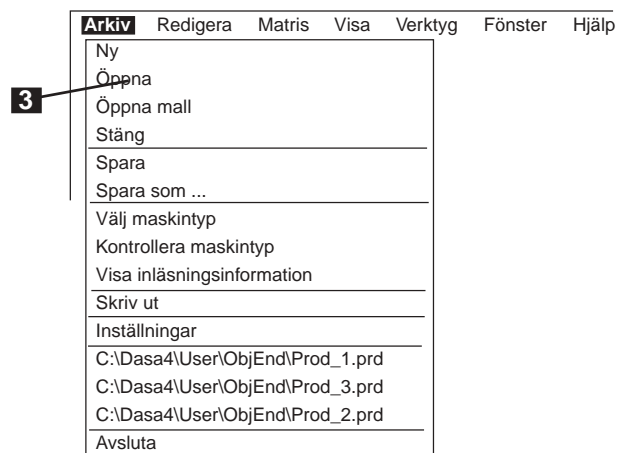 Arkiv Redigera Matris Visa Verktyg Fönster Hjälp
Ny
Öppna
3
Öppna mall
Stäng
Spara
Spara som ...
Välj maskintyp
Kontrollera maskintyp
Visa inläsningsinformation
Skriv ut
Inställningar
C:\Dasa4\User\ObjEnd\Prod_1.prd
C:\Dasa4\User\ObjEnd\Prod_3.prd
C:\Dasa4\User\ObjEnd\Prod_2.prd
Avsluta